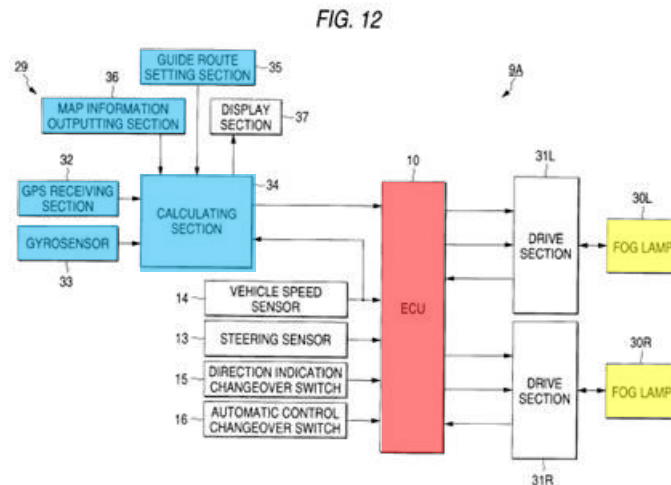 FIG. 12
29
36
GUIDE ROUTE
SETTING SECTION
35
9A
MAP INFORMATION
OUTPUTTING SECTION
DISPLAY
SECTION
37
32
GPS RECEIVING
SECTION
34
CALCULATING
SECTION
10
31L
30L
GYROSENSOR
33
DRIVE
SECTION
FOG LAMP
14
VEHICLE SPEED
SENSOR
ECU
13
STEERING SENSOR
30R
15
DIRECTION INDICATION
CHANGEOVER SWITCH
DRIVE
SECTION
FOG LAMP
16
AUTOMATIC CONTROL
CHANGEOVER SWITCH
31R